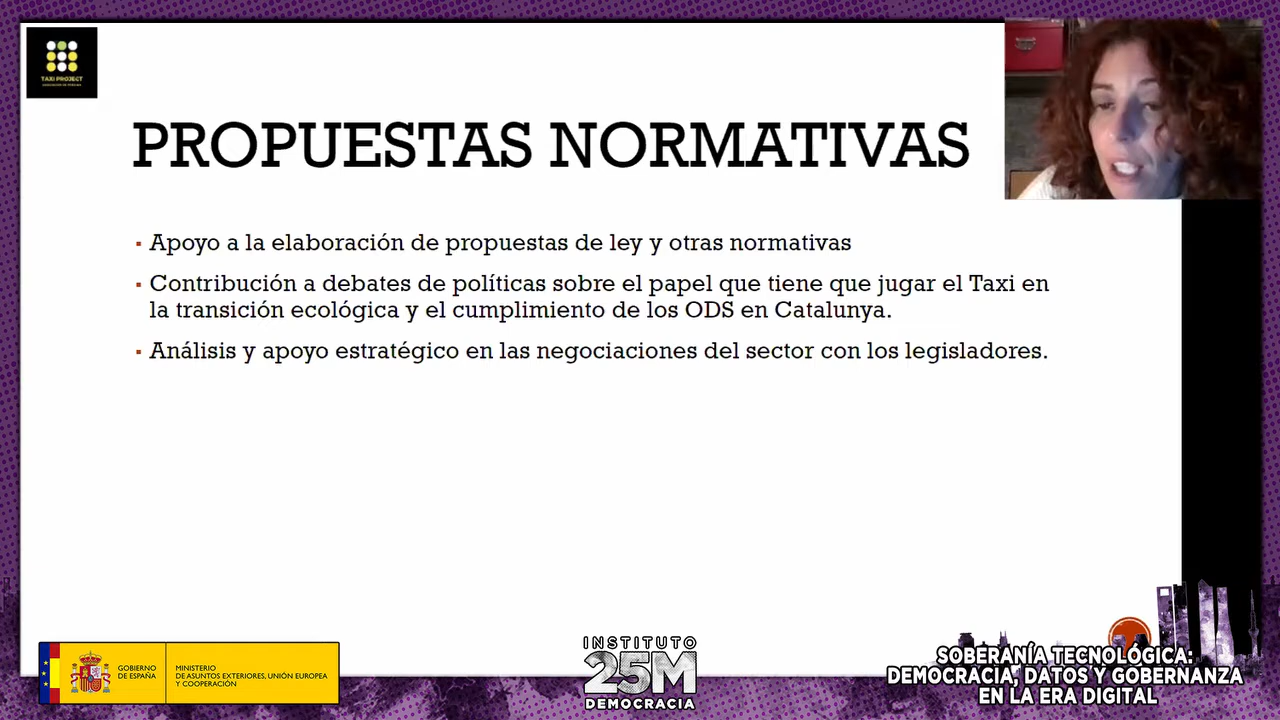 TAXI PROJECT
PROPUESTAS NORMATIVAS
▪ Apoyo a la elaboración de propuestas de ley y otras normativas
▪ Contribución a debates de políticas sobre el papel que tiene que jugar el Taxi en
la transición ecológica y el cumplimiento de los ODS en Catalunya.
▪ Análisis y apoyo estratégico en las negociaciones del sector con los legisladores.
GOBIERNO
DE ESPAÑA
MINISTERIO
DE ASUNTOS EXTERIORES, UNIÓN EUROPEA
Y COOPERACIÓN
INSTITUTO
25M
DEMOCRACIA
SOBERANÍA TECNOLÓGICA:
DEMOCRACIA, DATOS Y GOBERNANZA
EN LA ERA DIGITAL